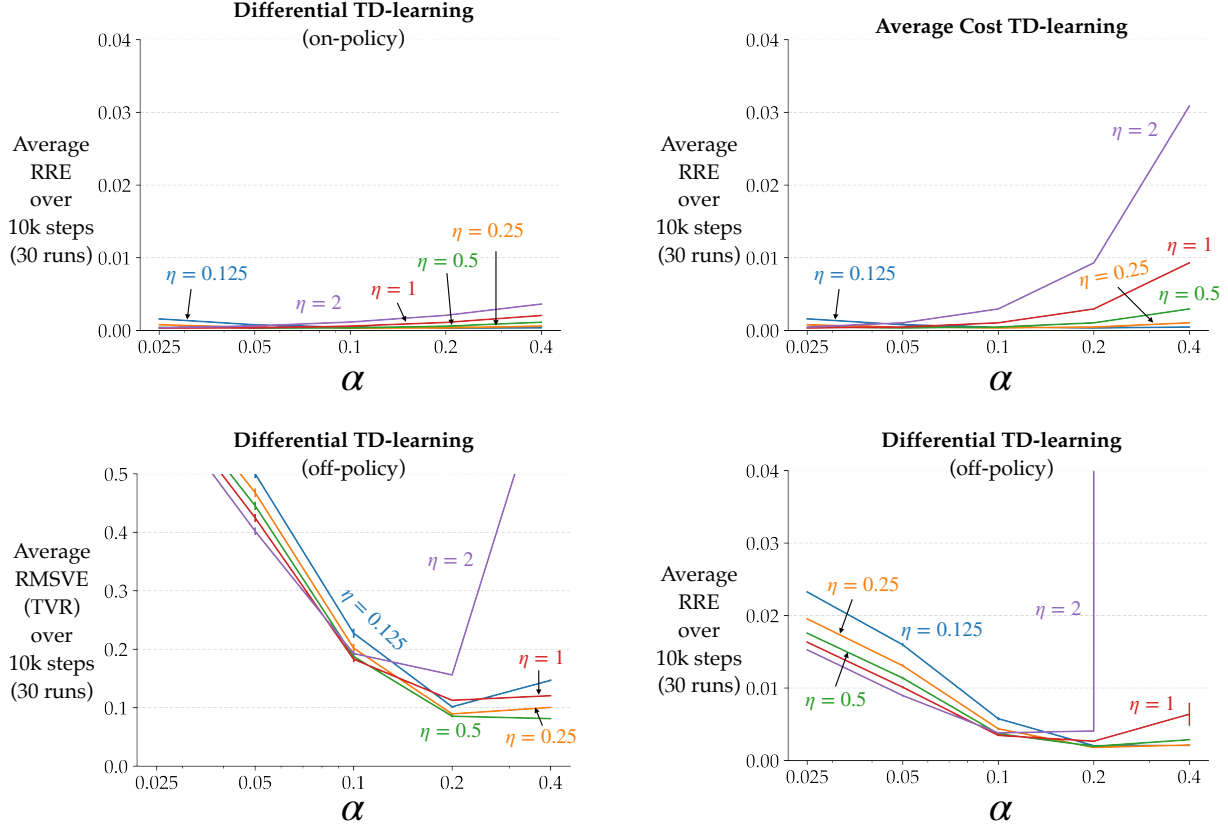 Differential TD-learning
(on-policy)
0.04
0.03
0.02
0.01
0.00
Average
RRE
over
10k steps
(30 runs)
η = 0.125
η = 2
η = 1
η = 0.5
η = 0.25
0.025
0.05
0.1
0.2
0.4
α
Average Cost TD-learning
0.04
0.03
0.02
0.01
0.00
Average
RRE
over
10k steps
(30 runs)
η = 0.125
η = 2
η = 1
η = 0.25
η = 0.5
0.025
0.05
0.1
0.2
0.4
α
Differential TD-learning
(off-policy)
0.5
0.4
0.3
0.2
0.1
0.0
Average
RMSVE
(TVR)
over
10k steps
(30 runs)
η = 2
η = 0.125
η = 1
η = 0.5
η = 0.25
0.025
0.05
0.1
0.2
0.4
α
Differential TD-learning
(off-policy)
0.04
0.03
0.02
0.01
0.00
Average
RRE
over
10k steps
(30 runs)
η = 0.25
η = 0.125
η = 2
η = 0.5
η = 1
0.025
0.05
0.1
0.2
0.4
α